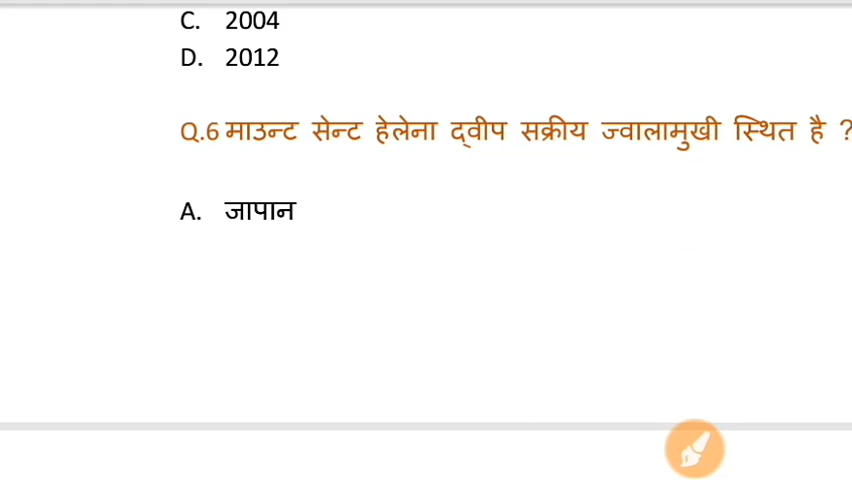 C. 2004
D. 2012
Q.6 माउन्ट सेन्ट हेलेना द्वीप सक्रीय ज्वालामुखी स्थित है ?
A. जापान